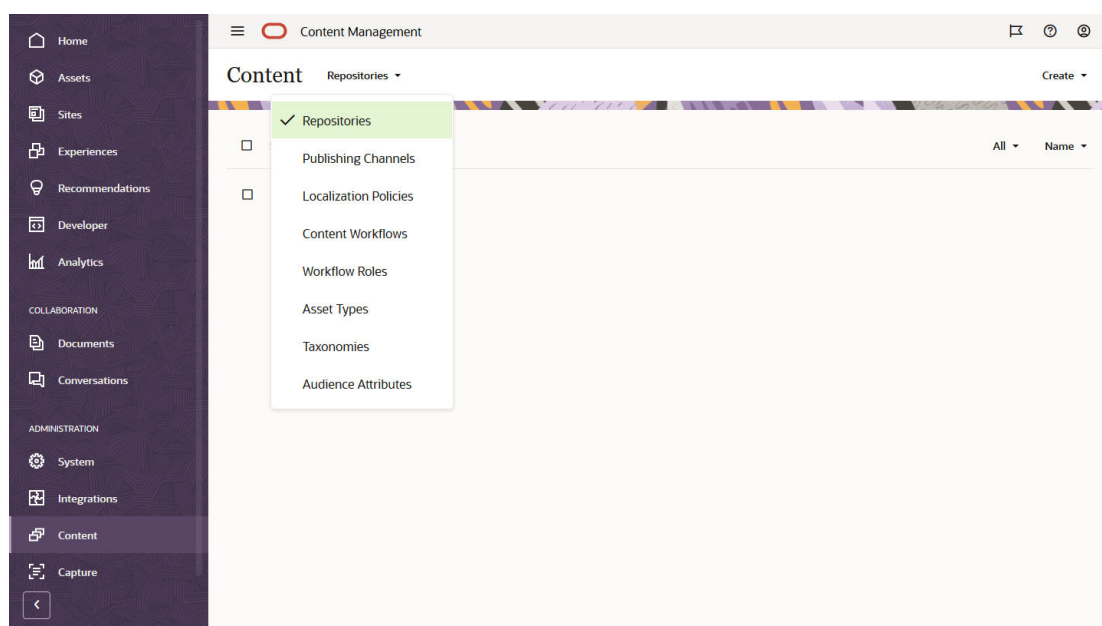 Home
Assets
Sites
Experiences
Recommendations
Developer
Analytics
COLLABORATION
Documents
Conversations
ADMINISTRATION
System
Integrations
Content
Capture
Content Management
Content Repositories
Create
Repositories
Publishing Channels
Localization Policies
Content Workflows
Workflow Roles
Asset Types
Taxonomies
Audience Attributes
All Name